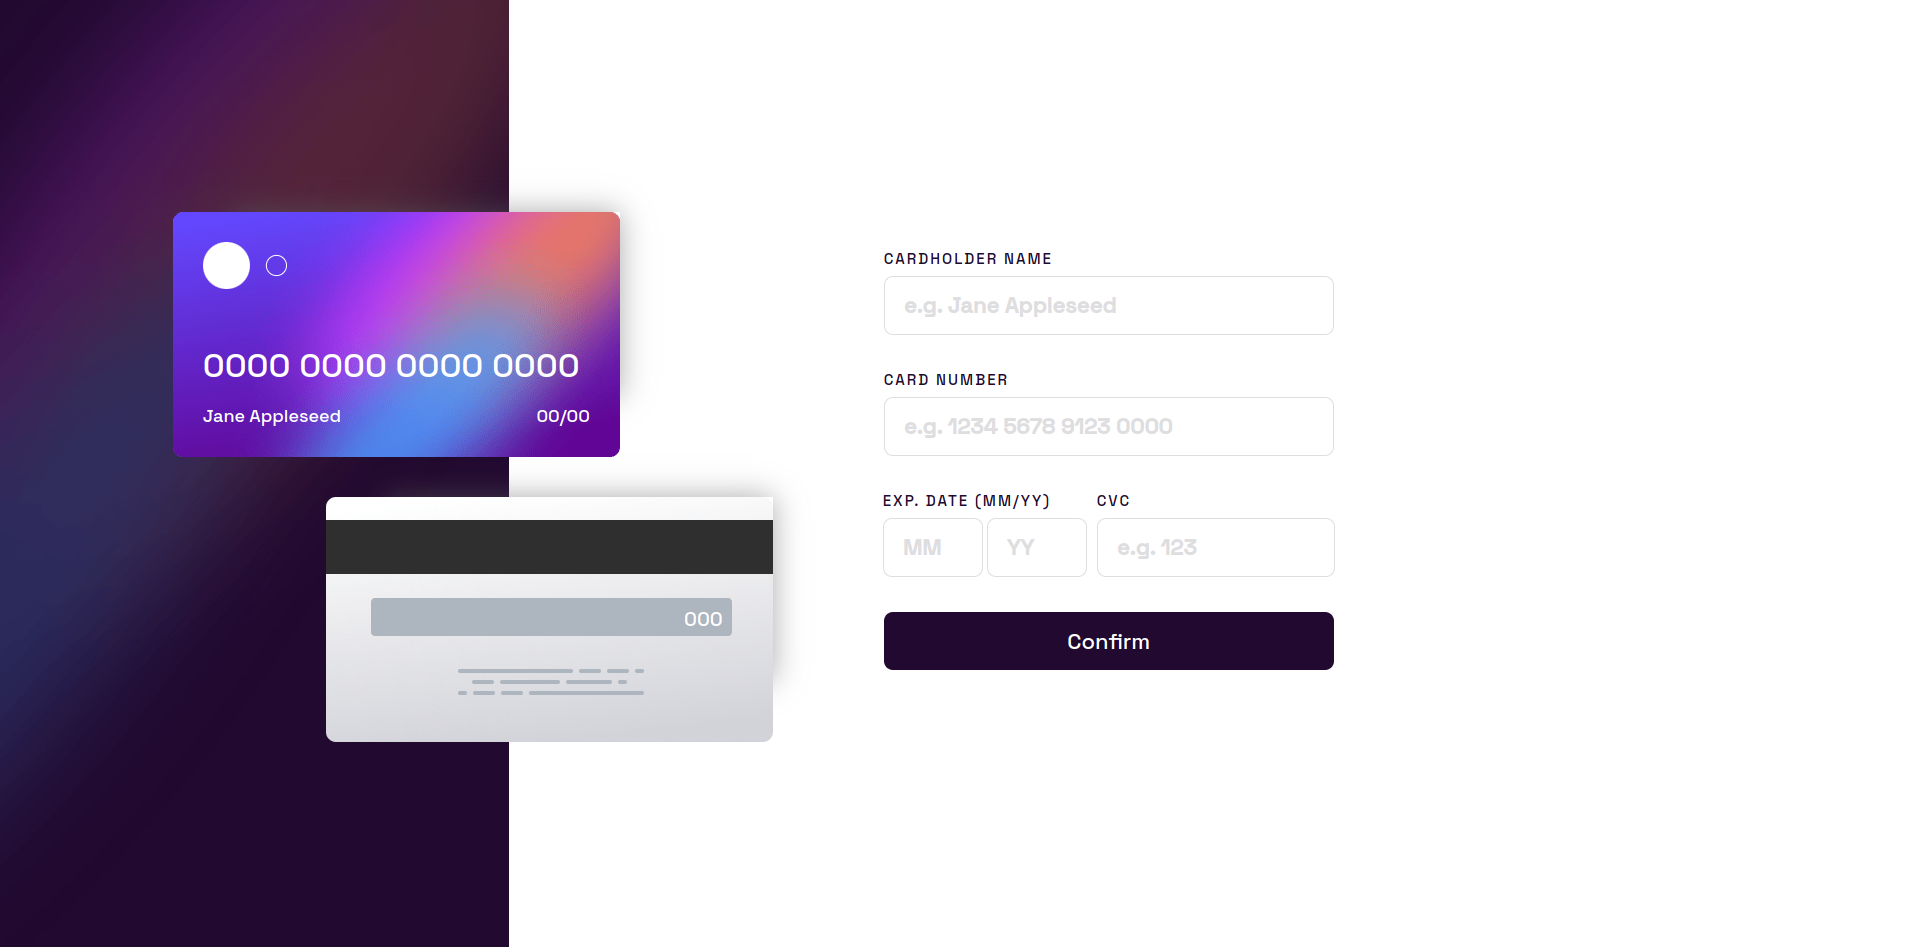 0000 0000 0000 0000
Jane Appleseed 00/00
000
CARDHOLDER NAME
e.g. Jane Appleseed
CARD NUMBER
e.g. 1234 5678 9123 0000
EXP. DATE (MM/YY) CVC
MM YY e.g. 123
Confirm